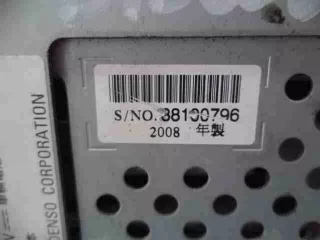 S/NO. 38100796
2008 年製
DENSO CORPORATION